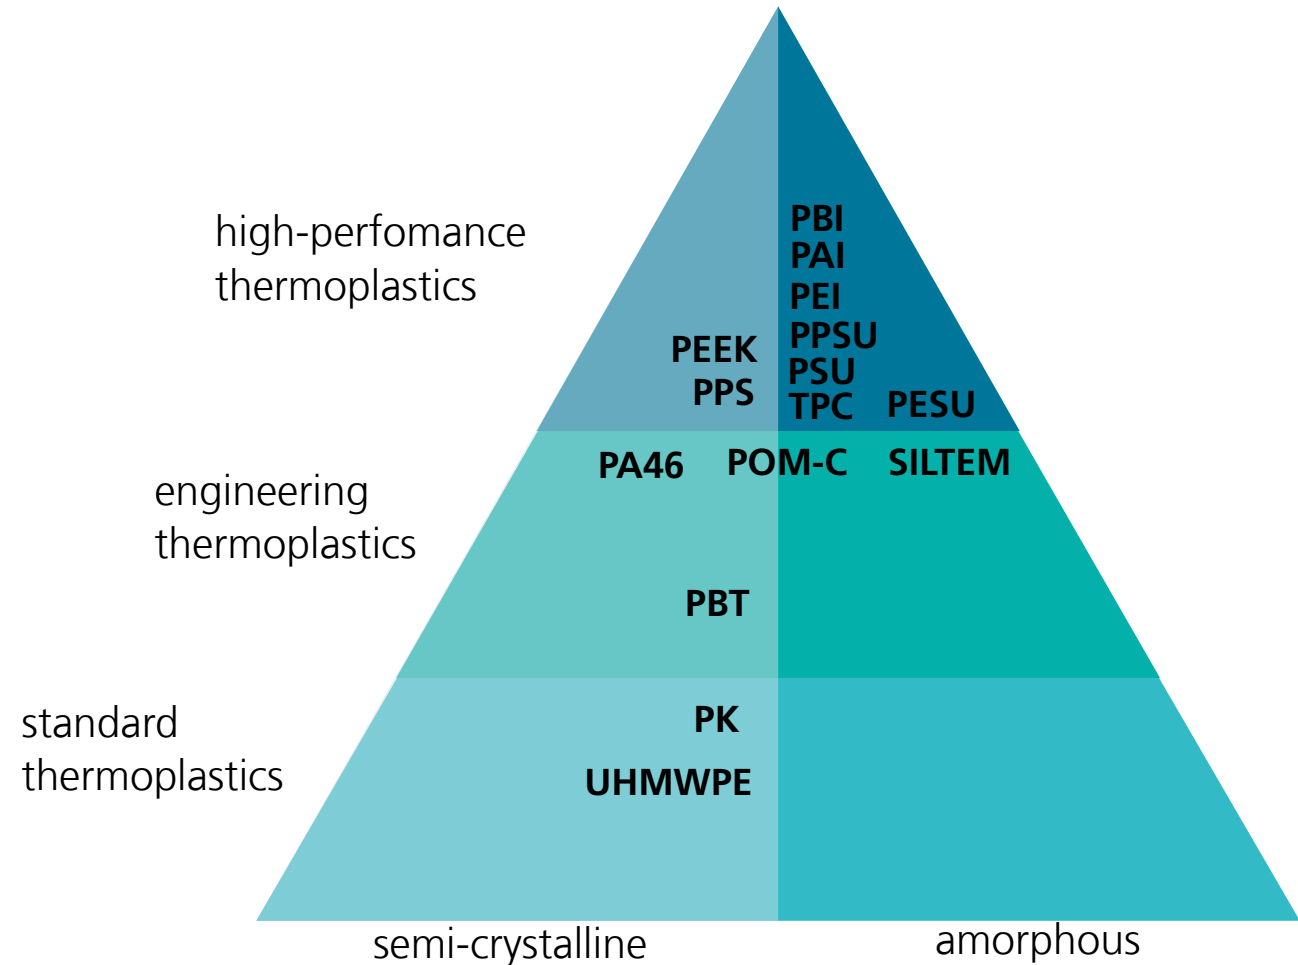 high-perfomance
thermoplastics
PBI
PAI
PEI
PPSU
PSU
TPC
PESU
PEEK
PPS
engineering
thermoplastics
PA46
POM-C
SILTEM
PBT
standard
thermoplastics
PK
UHMWPE
semi-crystalline
amorphous